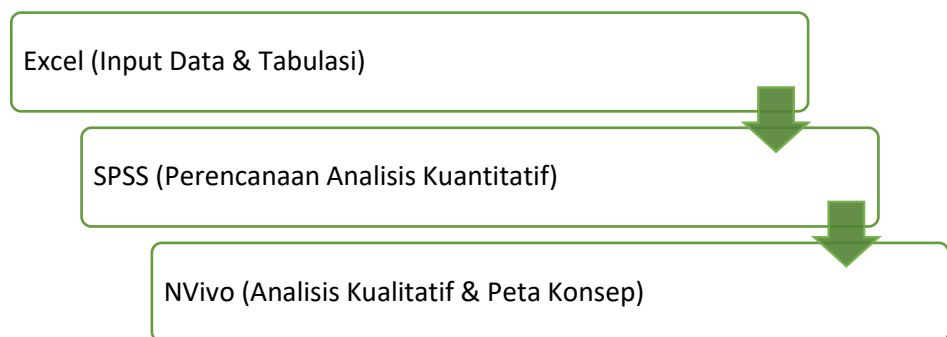 Excel (Input Data & Tabulasi)
SPSS (Perencanaan Analisis Kuantitatif)
NVivo (Analisis Kualitatif & Peta Konsep)